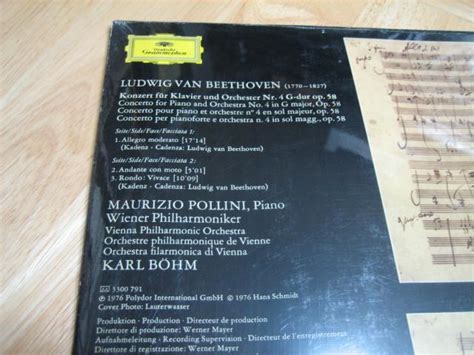 Deutsche
Grammophon
LUDWIG VAN BEETHOVEN (1770-1827)
Konzert für Klavier und Orchester Nr. 4 G-dur op. 58
Concerto for Piano and Orchestra No. 4 in G major, Op. 58
Concerto pour piano et orchestre n° 4 en sol majeur, op. 58
Concerto per pianoforte e orchestra n. 4 in sol magg., op. 58
Seite/Side/Face/Facciata 1:
1. Allegro moderato [17'14]
(Kadenz - Cadenza: Ludwig van Beethoven)
Seite/Side/Face/Facciata 2:
2. Andante con moto [5'01]
3. Rondo: Vivace [10'09]
(Kadenz - Cadenza: Ludwig van Beethoven)
MAURIZIO POLLINI, Piano
Wiener Philharmoniker
Vienna Philharmonic Orchestra
Orchestre philharmonique de Vienne
Orchestra filarmonica di Vienna
KARL BÖHM
3300 791
℗ 1976 Polydor International GmbH © 1976 Hans Schmidt
Cover Photo: Lauterwasser
Produktion · Production · Directeur de production
Direttore di produzione: Werner Mayer
Aufnahmeleitung · Recording Supervision · Directeur de l'enregistrement
Direttore di registrazione: Werner Mayer